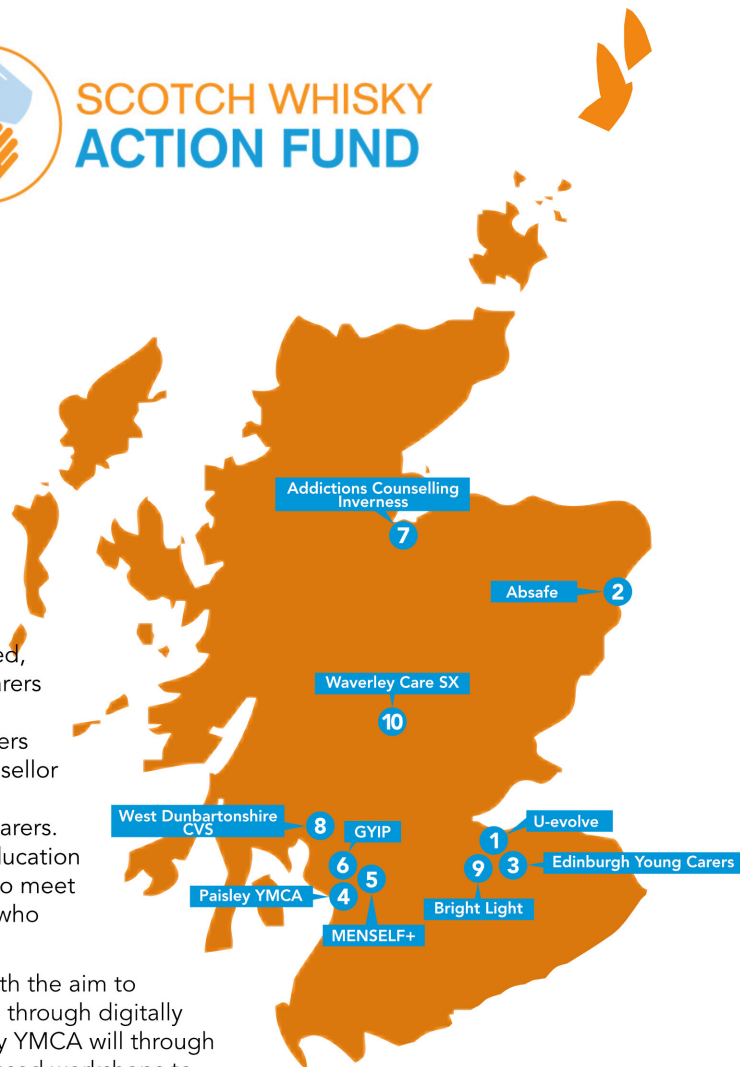 SCOTCH WHISKY
ACTION FUND
Addictions Counselling
Inverness
7
Absafe
2
Waverley Care SX
10
West Dunbartonshire
CVS
8
GYIP
6
5
Paisley YMCA
4
MENSELF+
U-evolve
1
9
3
Edinburgh Young Carers
Bright Light
ed,
arers
ers
sellor
arers.
ducation
o meet
who
th the aim to
through digitally
y YMCA will through